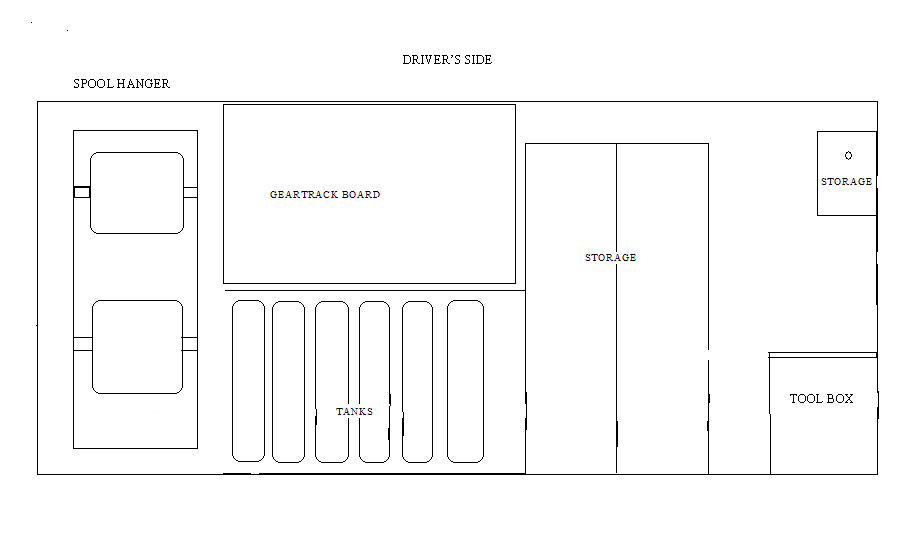 DRIVER'S SIDE
SPOOL HANGER
GEARTRACK BOARD
STORAGE
STORAGE
TANKS
TOOL BOX